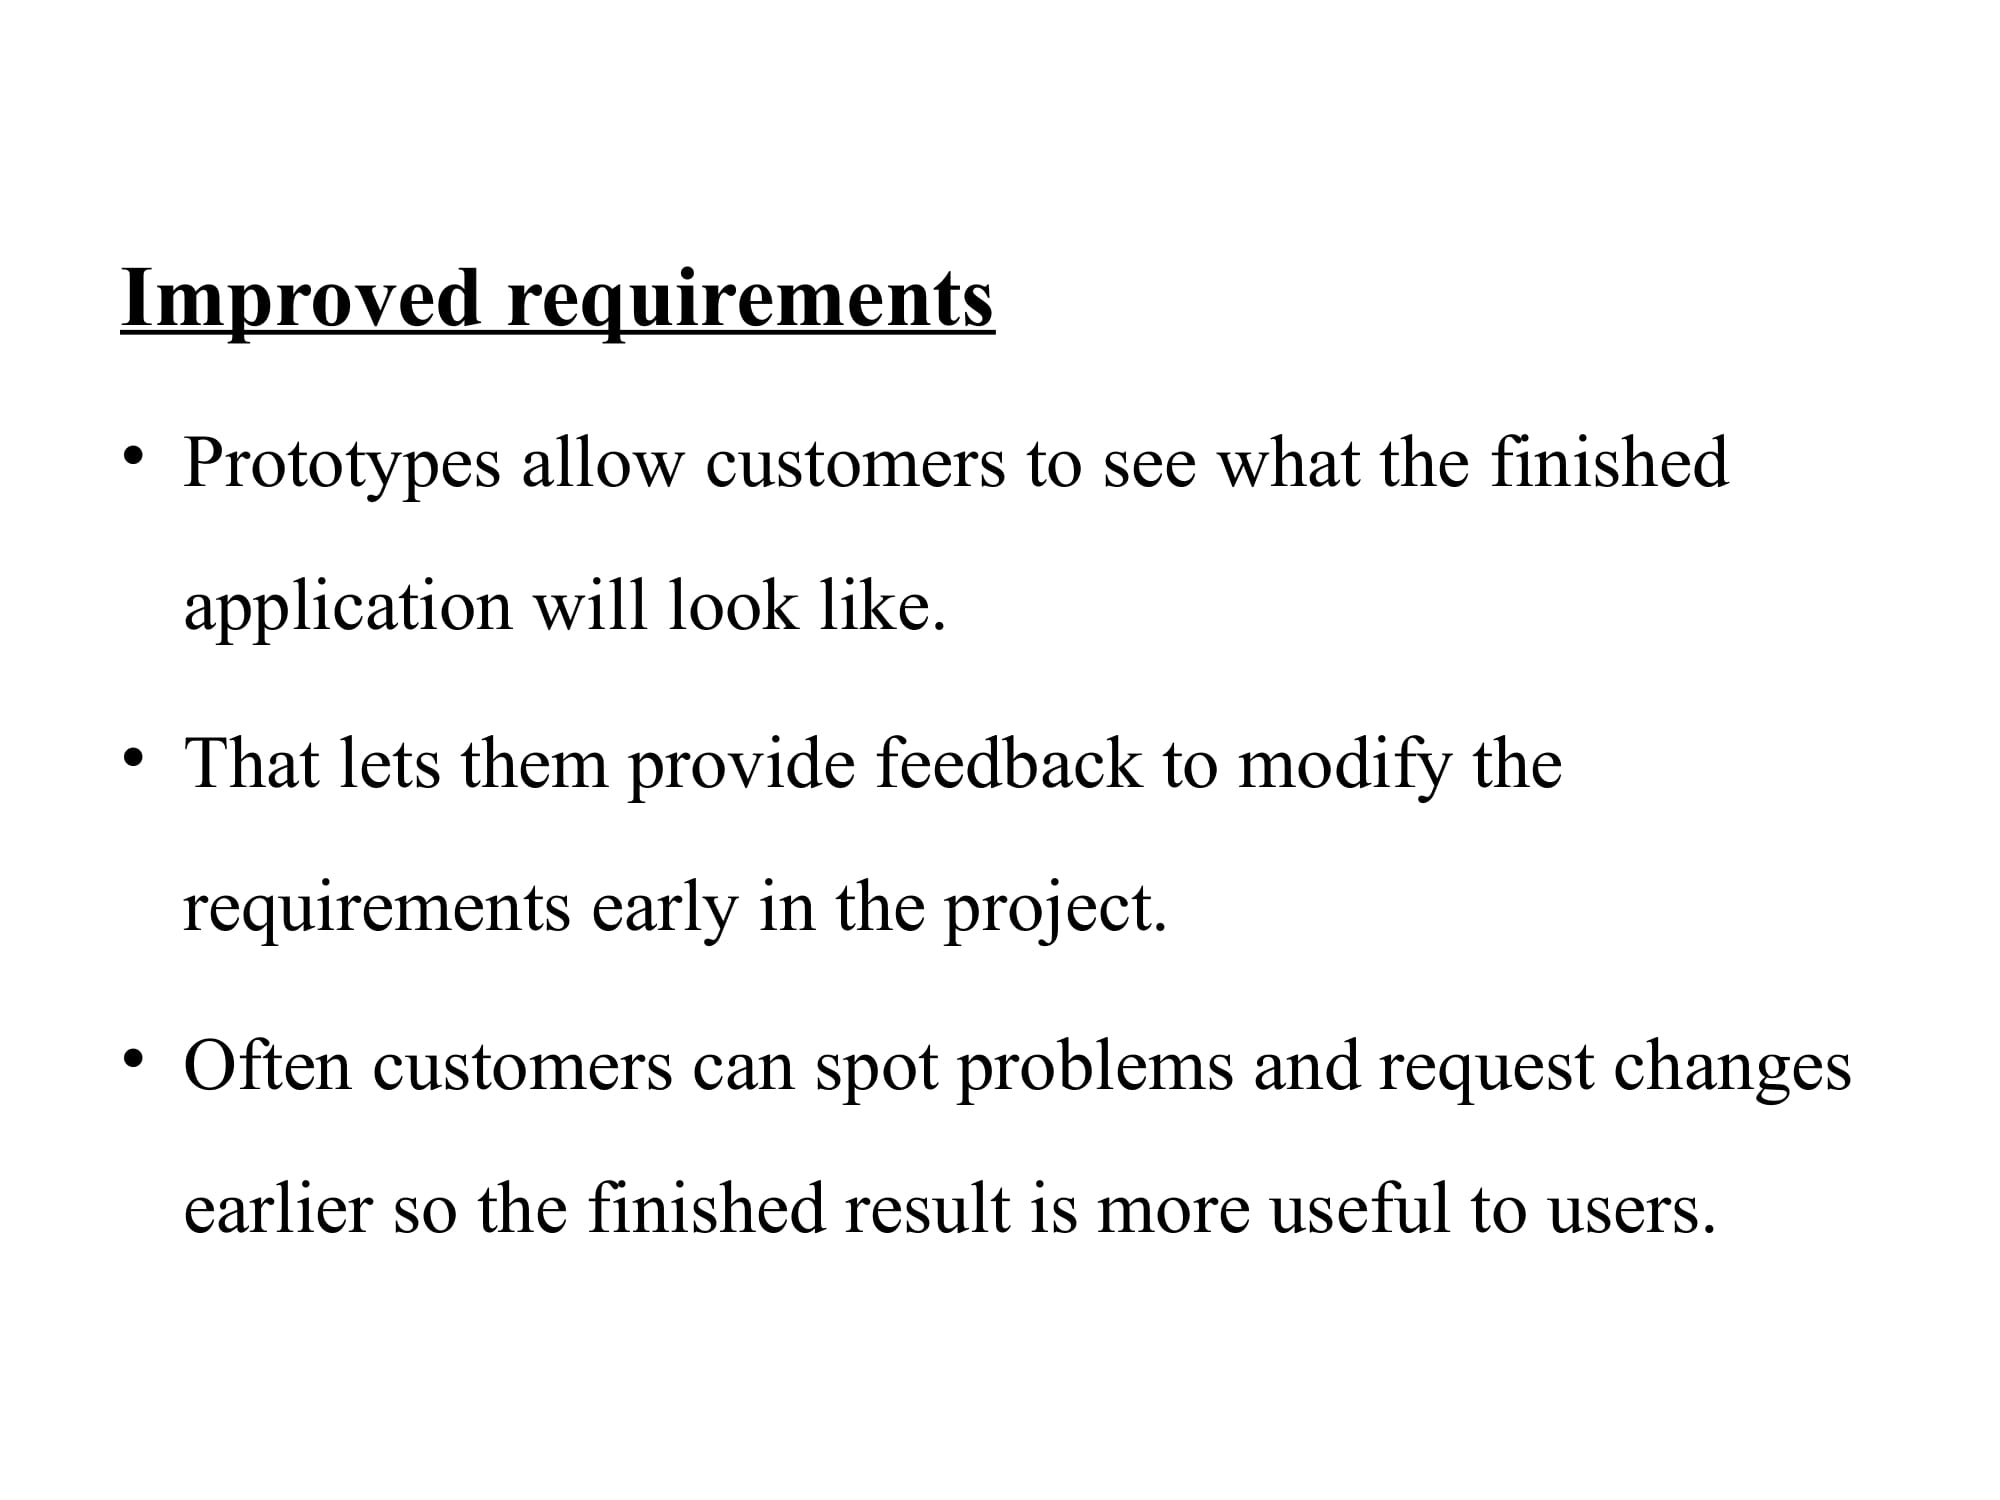 Improved requirements
• Prototypes allow customers to see what the finished
application will look like.
• That lets them provide feedback to modify the
requirements early in the project.
• Often customers can spot problems and request changes
earlier so the finished result is more useful to users.